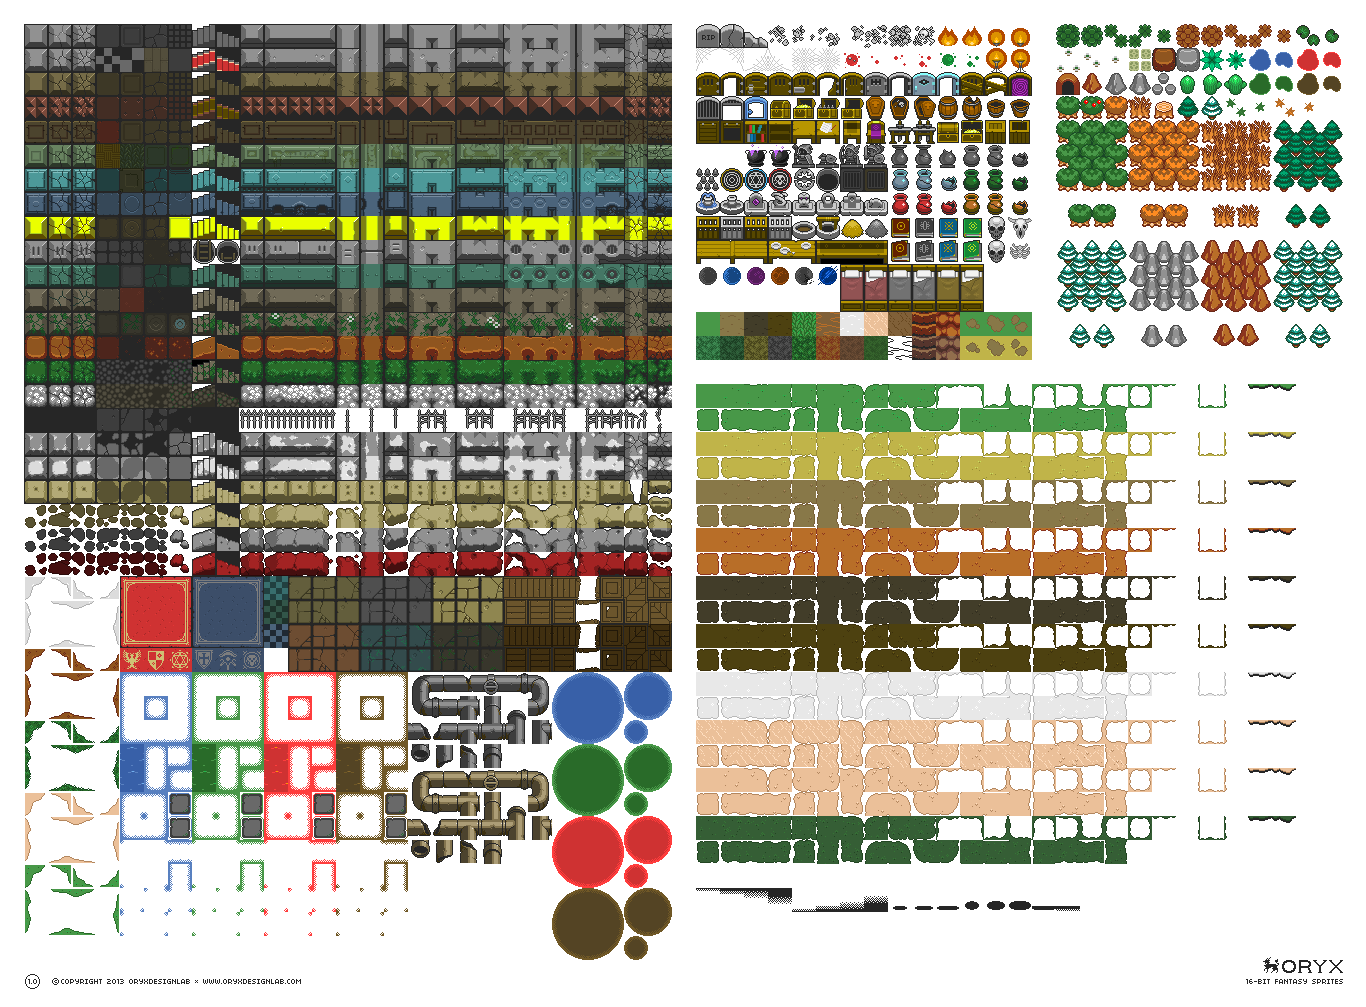 RIP
1.0 ©COPYRIGHT 2013 ORYXDESIGNLAB × WWW.ORYXDESIGNLAB.COM
ORYX
16-BIT FANTASY SPRITES